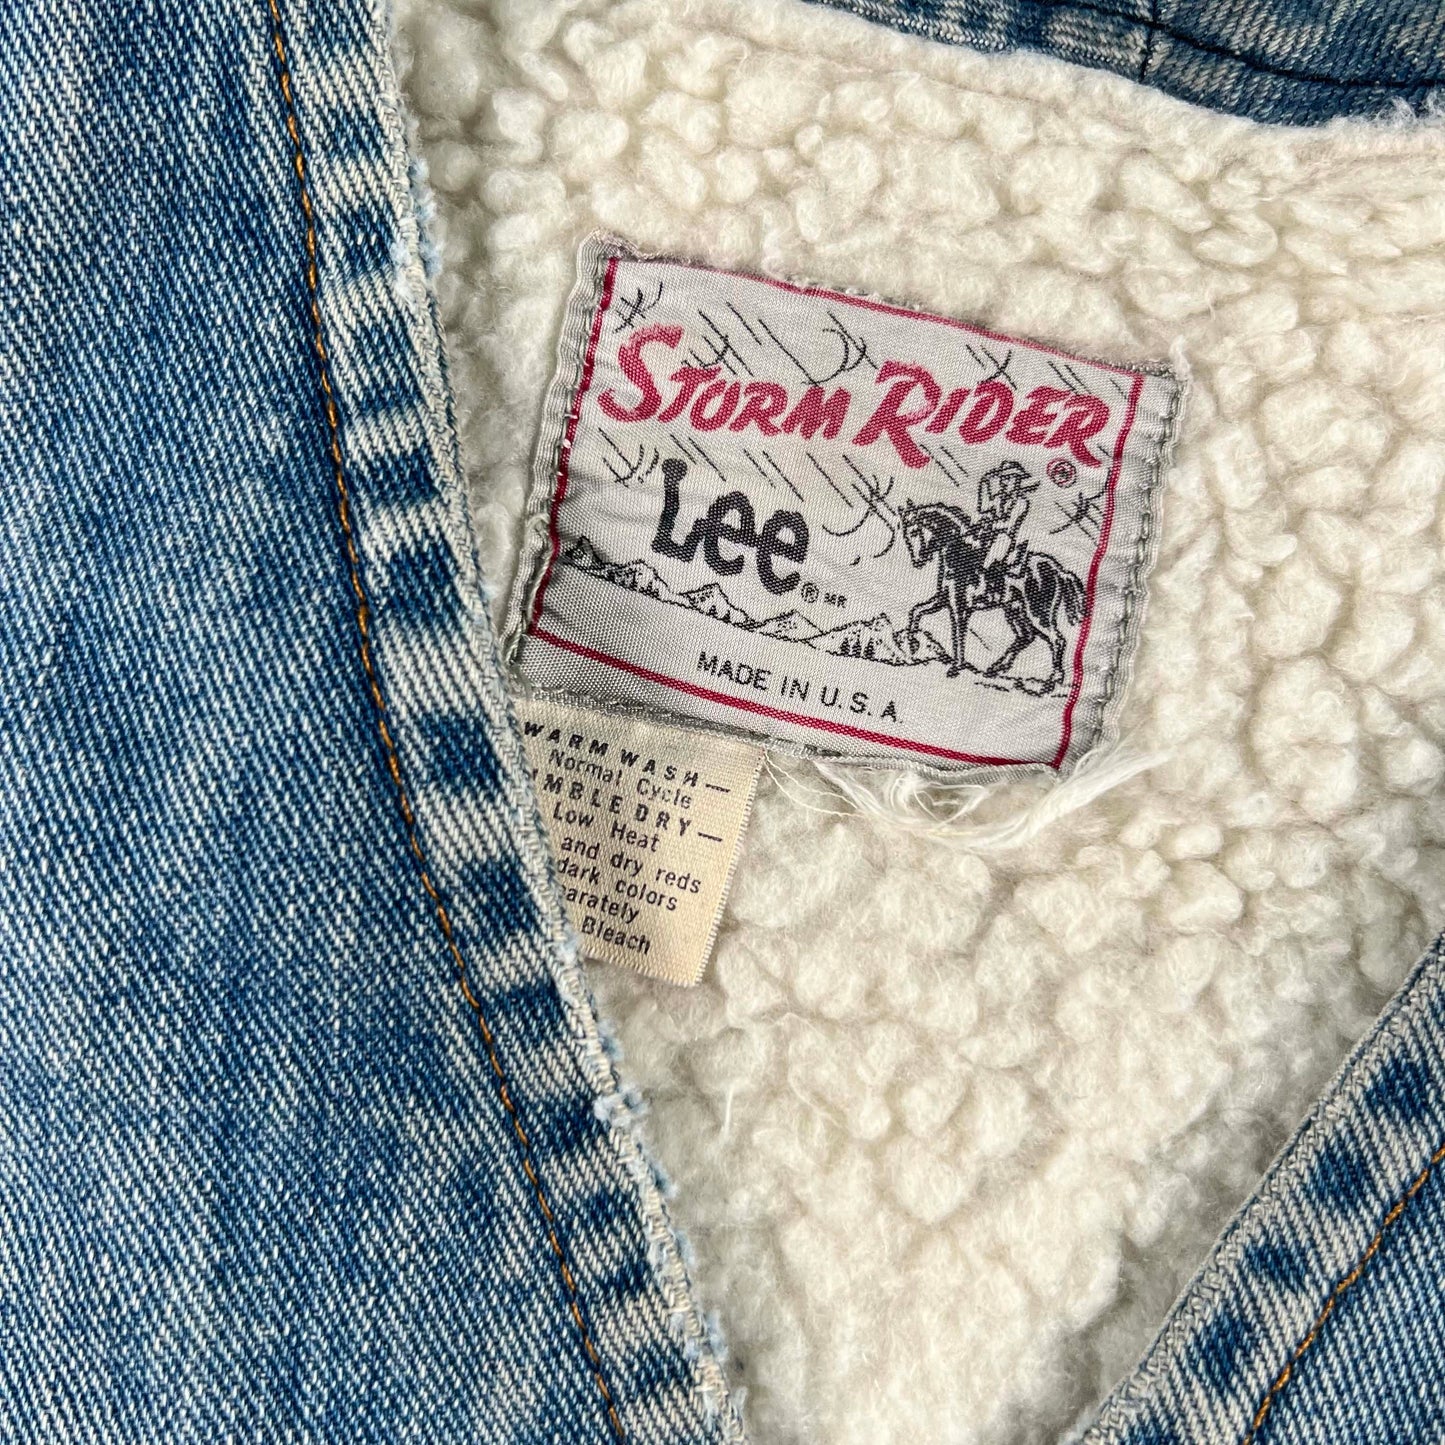 STORM RIDER ®
Lee ® MR
MADE IN U.S.A.
WARM WASH—
Normal Cycle
MBLE DRY—
Low Heat
and dry reds
dark colors
arately
Bleach